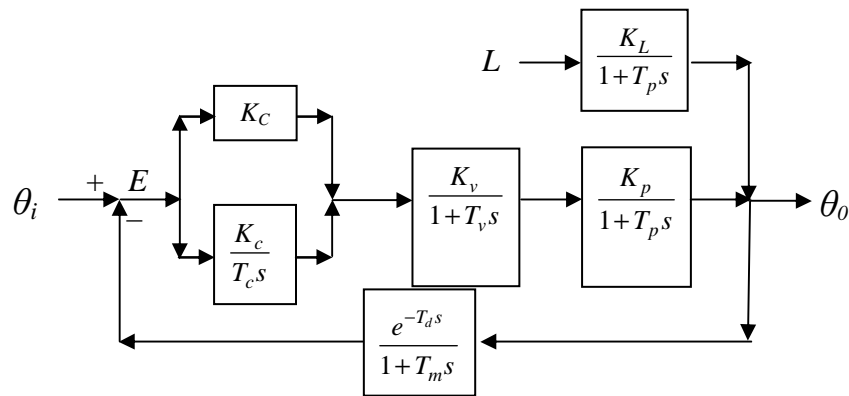 L
K_L
1+T_p s
K_C
θ_i
+
E
−
K_v
1+T_v s
K_p
1+T_p s
θ_0
K_c
T_c s
e^{-T_d s}
1+T_m s